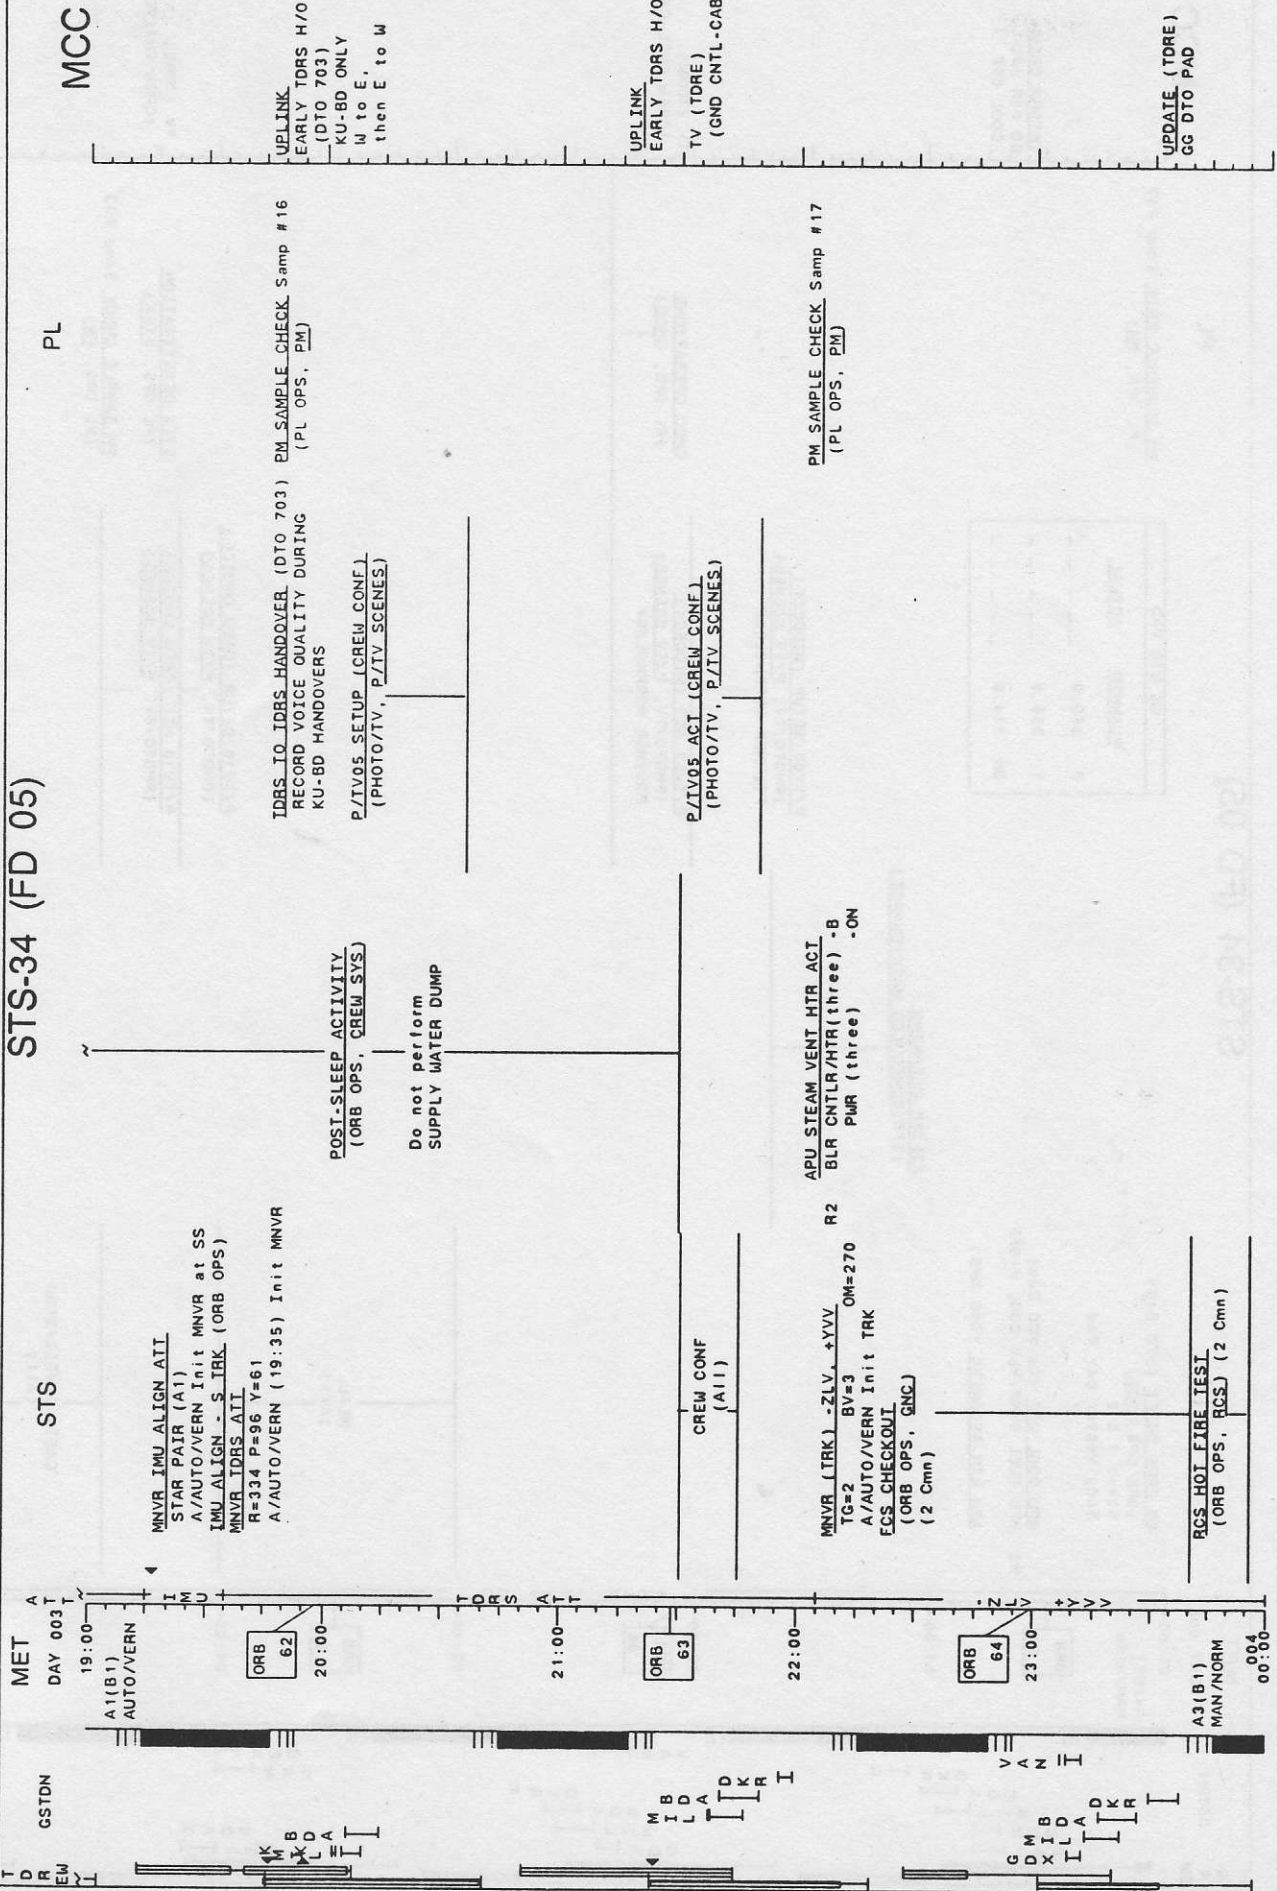 STS-34 (FD 05)
T
D
R
EW
GSTDN
MET
DAY 003
A
T
T
STS
PL
MCC
19:00
A1(B1)
AUTO/VERN
I
M
U
MNVR IMU ALIGN ATT
STAR PAIR (A1)
A/AUTO/VERN Init MNVR at SS
IMU ALIGN - S TRK (ORB OPS)
MNVR TDRS ATT
R=334 P=96 Y=61
A/AUTO/VERN (19:35) Init MNVR
ORB
62
20:00
POST-SLEEP ACTIVITY
(ORB OPS, CREW SYS)
Do not perform
SUPPLY WATER DUMP
TDRS TO TDRS HANDOVER (DTO 703)
RECORD VOICE QUALITY DURING
KU-BD HANDOVERS
P/TV05 SETUP (CREW CONF)
(PHOTO/TV, P/TV SCENES)
PM SAMPLE CHECK Samp #16
(PL OPS, PM)
UPLINK
EARLY TDRS H/O
(DTO 703)
KU-BD ONLY
W to E,
then E to W
T
D
R
S
A
T
T
21:00
ORB
63
CREW CONF
(All)
P/TV05 ACT (CREW CONF)
(PHOTO/TV, P/TV SCENES)
UPLINK
EARLY TDRS H/O
TV (TDRE)
(GND CNTL-CAB
22:00
MNVR (TRK) -ZLV, +YVV
TG=2 BV=3 OM=270
A/AUTO/VERN Init TRK
FCS CHECKOUT
(ORB OPS, GNC)
(2 Cmn)
R2
APU STEAM VENT HTR ACT
BLR CNTLR/HTR(three) -B
PWR (three) -ON
PM SAMPLE CHECK Samp #17
(PL OPS, PM)
ORB
64
23:00
-
Z
L
V
+
Y
V
V
RCS HOT FIRE TEST
(ORB OPS, RCS) (2 Cmn)
UPDATE (TDRE)
GG DTO PAD
A3(B1)
MAN/NORM
004
00:00
V
A
N
M B
I D
L
A
D
K
R
G
D M
X I B
L D
A
D
K
R